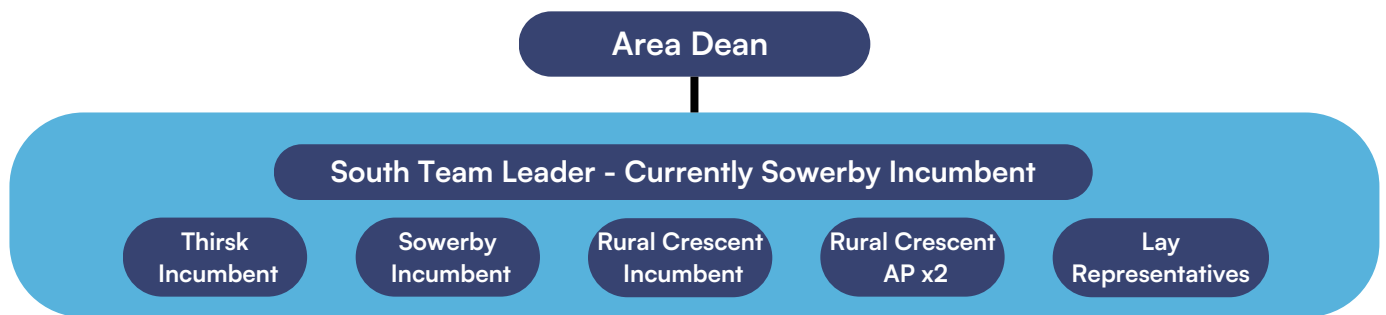 Area Dean
South Team Leader - Currently Sowerby Incumbent
Thirsk
Incumbent
Sowerby
Incumbent
Rural Crescent
Incumbent
Rural Crescent
AP x2
Lay
Representatives